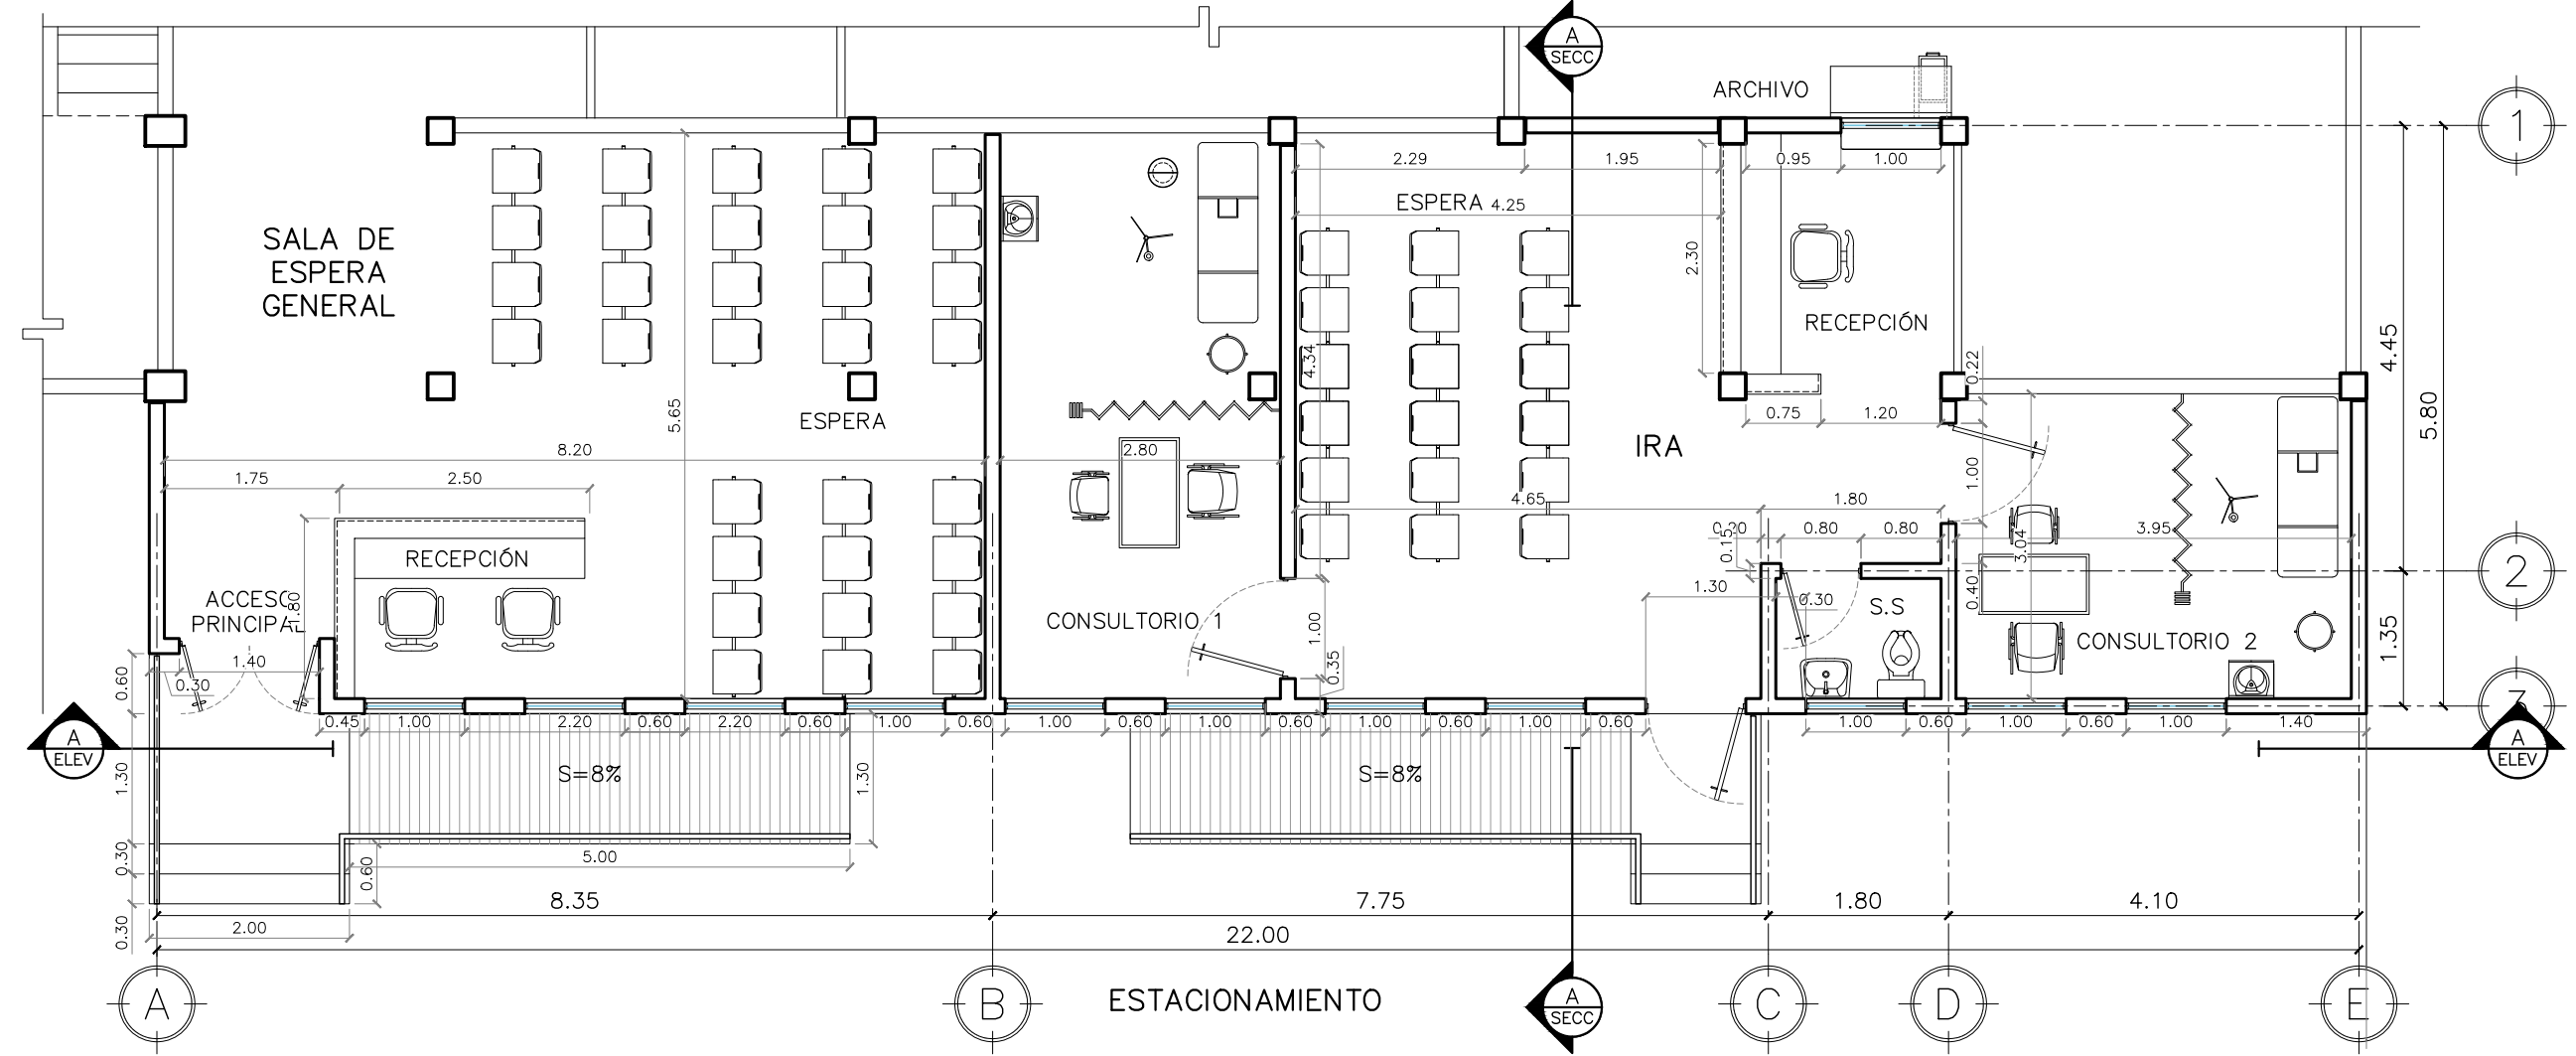 A
SECC
ARCHIVO
1
2.29
1.95
0.95
1.00
ESPERA 4.25
SALA DE
ESPERA
GENERAL
2.30
RECEPCIÓN
4.34
0.22
4.45
5.80
5.65
ESPERA
0.75
1.20
IRA
8.20
2.80
1.75
2.50
1.00
4.65
1.80
0.20
0.80
0.80
3.95
0.15
3.04
RECEPCIÓN
2
ACCESO
PRINCIPAL
1.80
1.30
0.30
0.40
S.S
CONSULTORIO 1
1.00
CONSULTORIO 2
1.35
0.35
1.40
0.30
0.60
3
0.45
1.00
2.20
0.60
2.20
0.60
1.00
0.60
1.00
0.60
1.00
0.60
1.00
0.60
1.00
0.60
1.00
0.60
1.00
0.60
1.00
1.40
A
ELEV
A
ELEV
1.30
S=8%
1.30
S=8%
0.30
0.60
5.00
8.35
7.75
1.80
4.10
0.30
2.00
22.00
A
B
ESTACIONAMIENTO
A
SECC
C
D
E